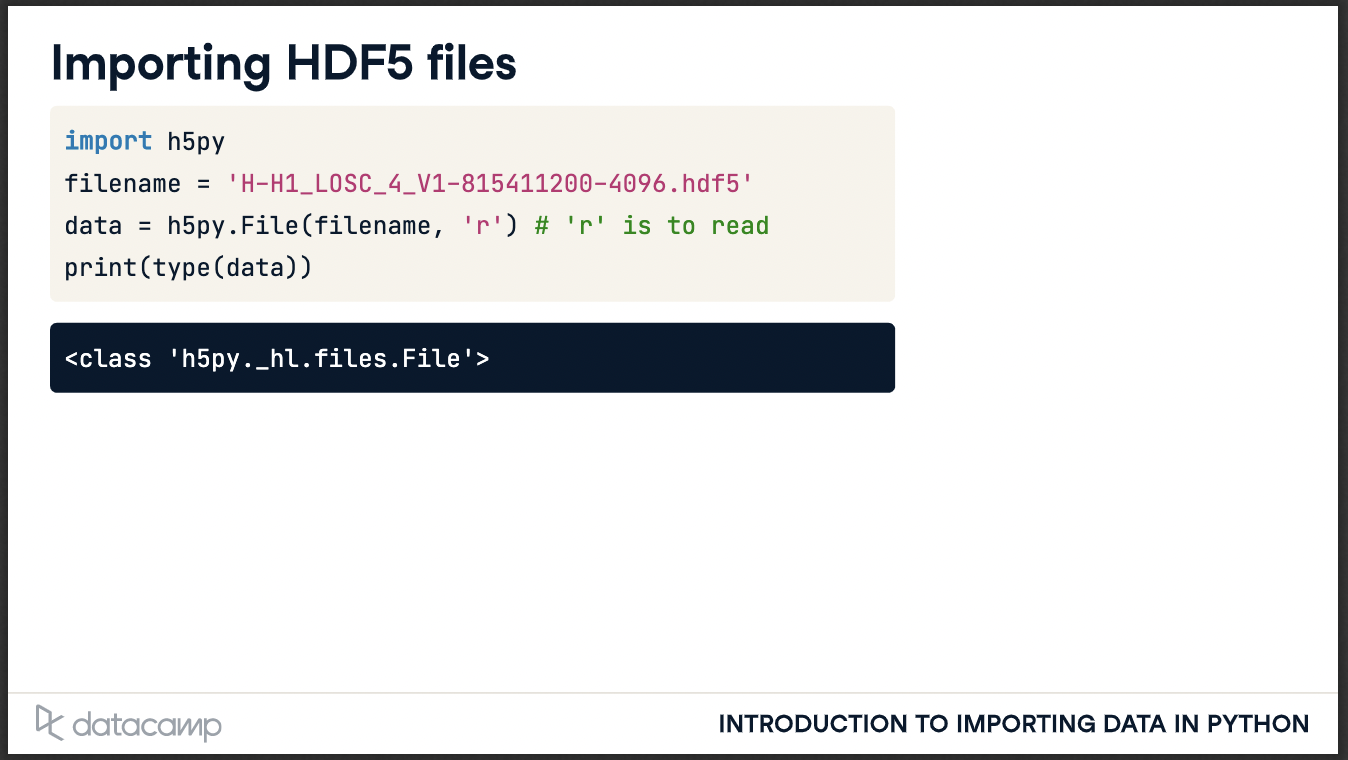 Importing HDF5 files
import h5py
filename = 'H-H1_LOSC_4_V1-815411200-4096.hdf5'
data = h5py.File(filename, 'r') # 'r' is to read
print(type(data))
<class 'h5py._hl.files.File'>
datacamp
INTRODUCTION TO IMPORTING DATA IN PYTHON